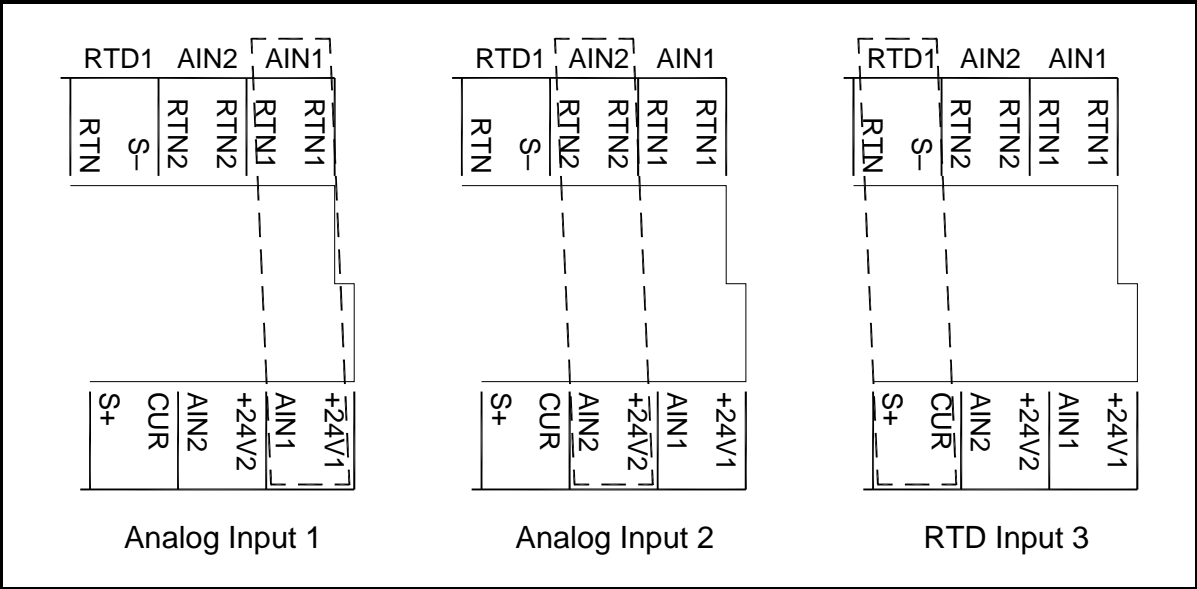 RTD1 AIN2 AIN1
RTN S– RTN2 RTN2 RTN1 RTN1
S+ CUR AIN2 +24V2 AIN1 +24V1
Analog Input 1
RTD1 AIN2 AIN1
RTN S– RTN2 RTN2 RTN1 RTN1
S+ CUR AIN2 +24V2 AIN1 +24V1
Analog Input 2
RTD1 AIN2 AIN1
RTN S– RTN2 RTN2 RTN1 RTN1
S+ CUR AIN2 +24V2 AIN1 +24V1
RTD Input 3